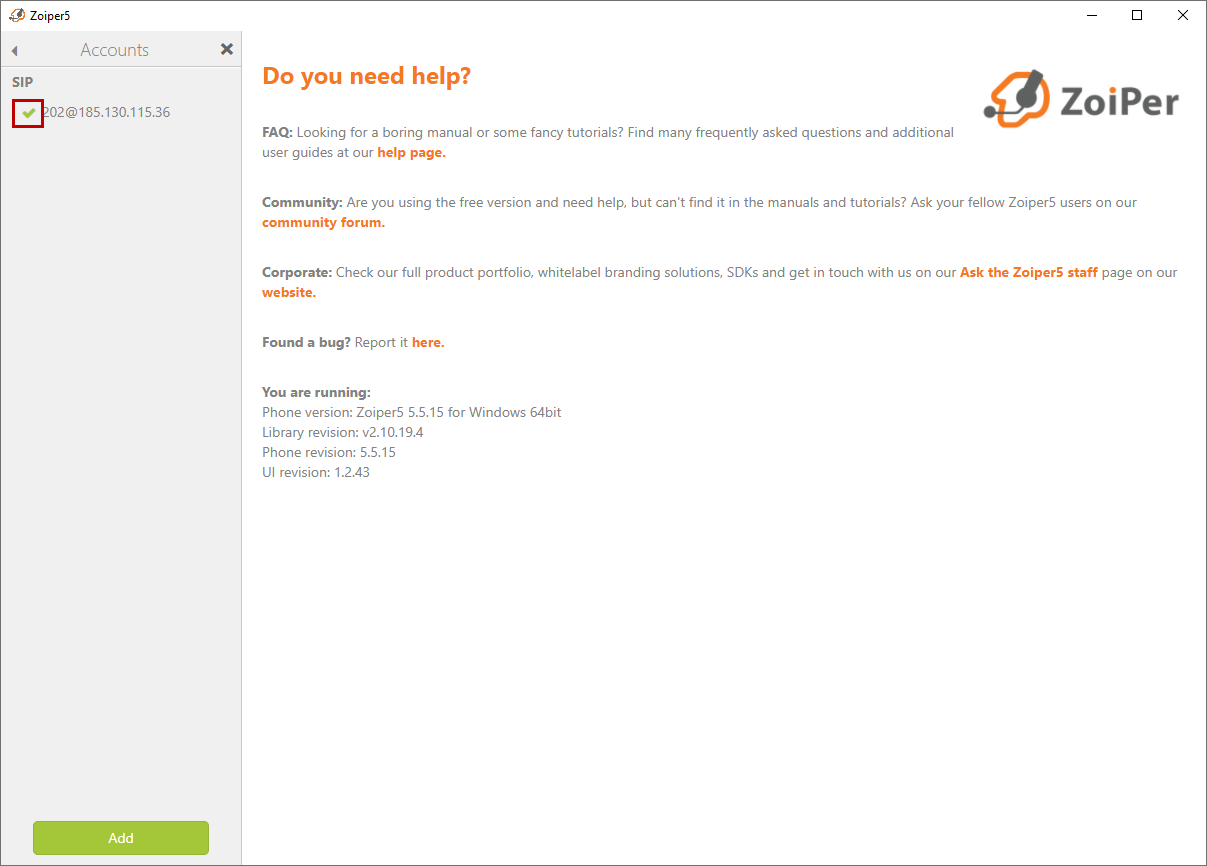 Zoiper5
Accounts
SIP
202@185.130.115.36
Add
Do you need help?
ZoiPer
FAQ: Looking for a boring manual or some fancy tutorials? Find many frequently asked questions and additional
user guides at our help page.
Community: Are you using the free version and need help, but can't find it in the manuals and tutorials? Ask your fellow Zoiper5 users on our
community forum.
Corporate: Check our full product portfolio, whitelabel branding solutions, SDKs and get in touch with us on our Ask the Zoiper5 staff page on our
website.
Found a bug? Report it here.
You are running:
Phone version: Zoiper5 5.5.15 for Windows 64bit
Library revision: v2.10.19.4
Phone revision: 5.5.15
UI revision: 1.2.43